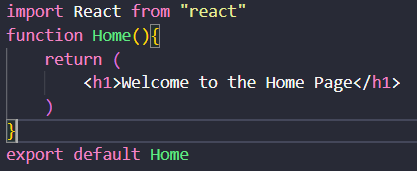 import React from "react"
function Home(){
    return (
        <h1>Welcome to the Home Page</h1>
    )
}
export default Home